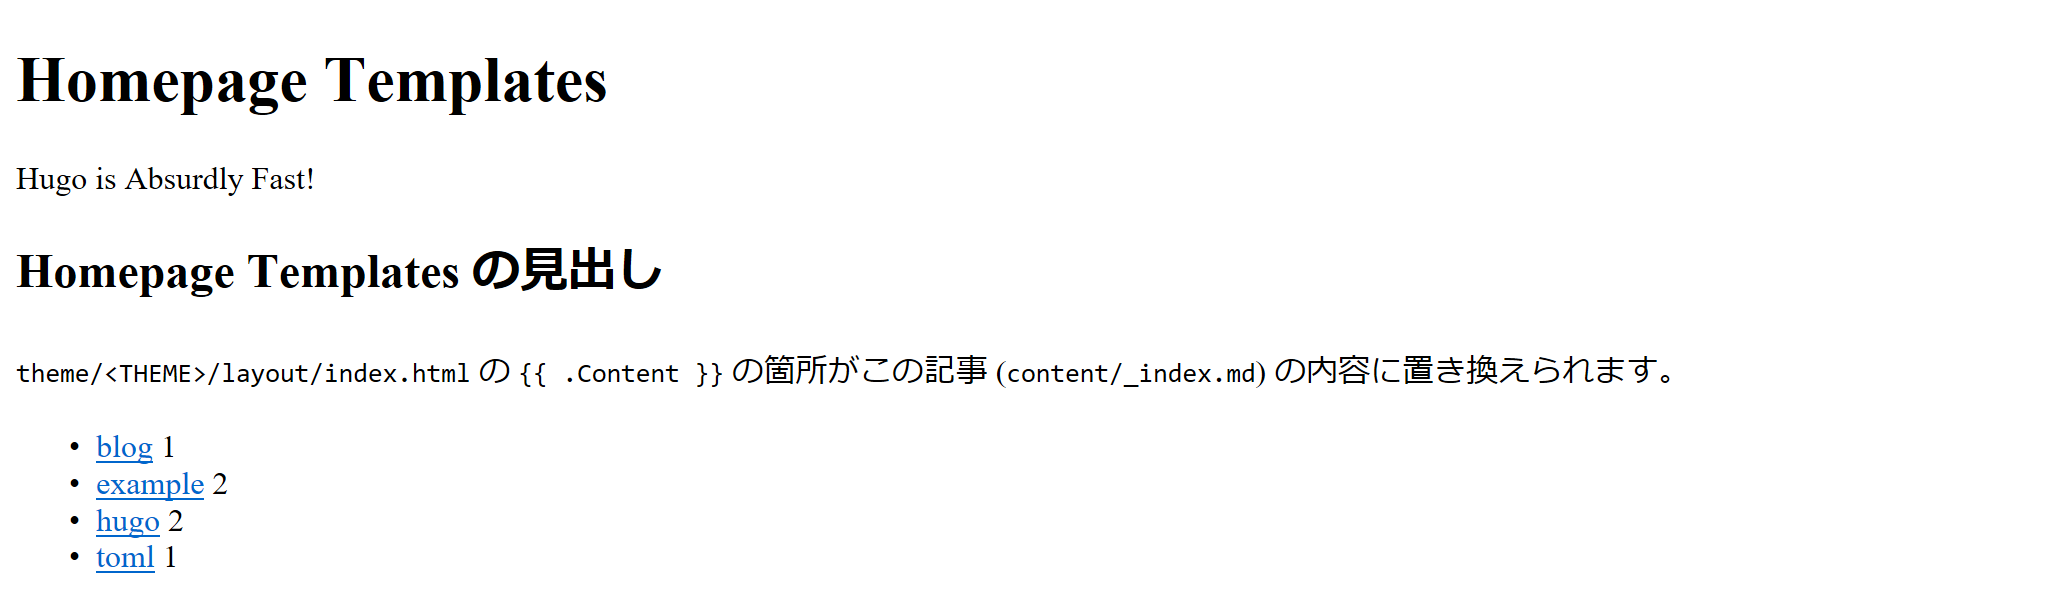 Homepage Templates
Hugo is Absurdly Fast!
Homepage Templates の見出し
theme/<THEME>/layout/index.html の {{ .Content }} の箇所がこの記事 (content/_index.md) の内容に置き換えられます。
• blog 1
• example 2
• hugo 2
• toml 1